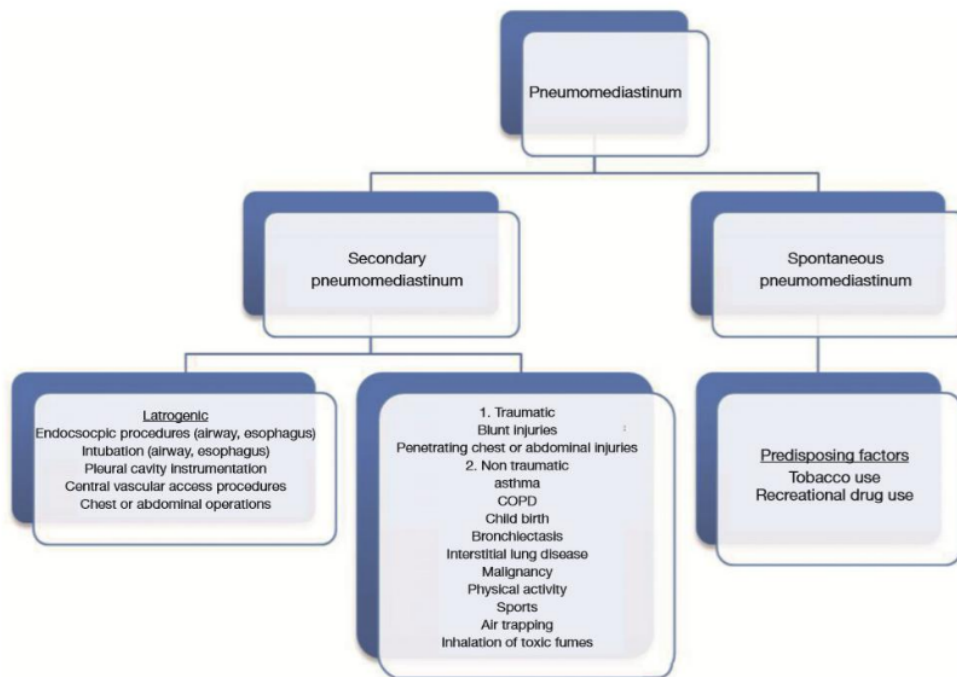 Pneumomediastinum
Secondary
pneumomediastinum
Spontaneous
pneumomediastinum
Latrogenic
Endocsocpic procedures (airway, esophagus)
Intubation (airway, esophagus)
Pleural cavity instrumentation
Central vascular access procedures
Chest or abdominal operations
1. Traumatic
Blunt injuries
Penetrating chest or abdominal injuries
2. Non traumatic
asthma
COPD
Child birth
Bronchiectasis
Interstitial lung disease
Malignancy
Physical activity
Sports
Air trapping
Inhalation of toxic fumes
Predisposing factors
Tobacco use
Recreational drug use